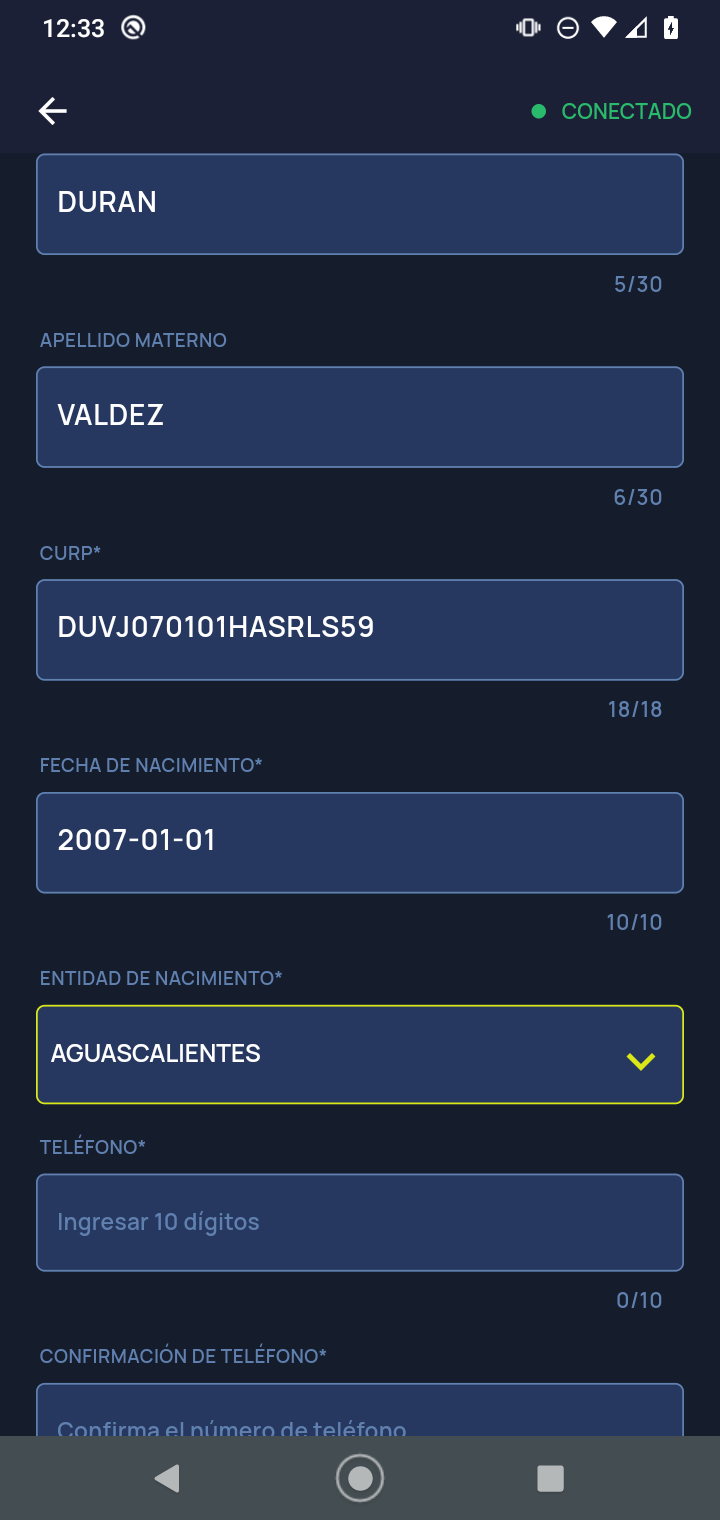 12:33
CONECTADO
DURAN
5/30
APELLIDO MATERNO
VALDEZ
6/30
CURP*
DUVJ070101HASRLS59
18/18
FECHA DE NACIMIENTO*
2007-01-01
10/10
ENTIDAD DE NACIMIENTO*
AGUASCALIENTES
TELÉFONO*
Ingresar 10 dígitos
0/10
CONFIRMACIÓN DE TELÉFONO*
Confirma el número de teléfono